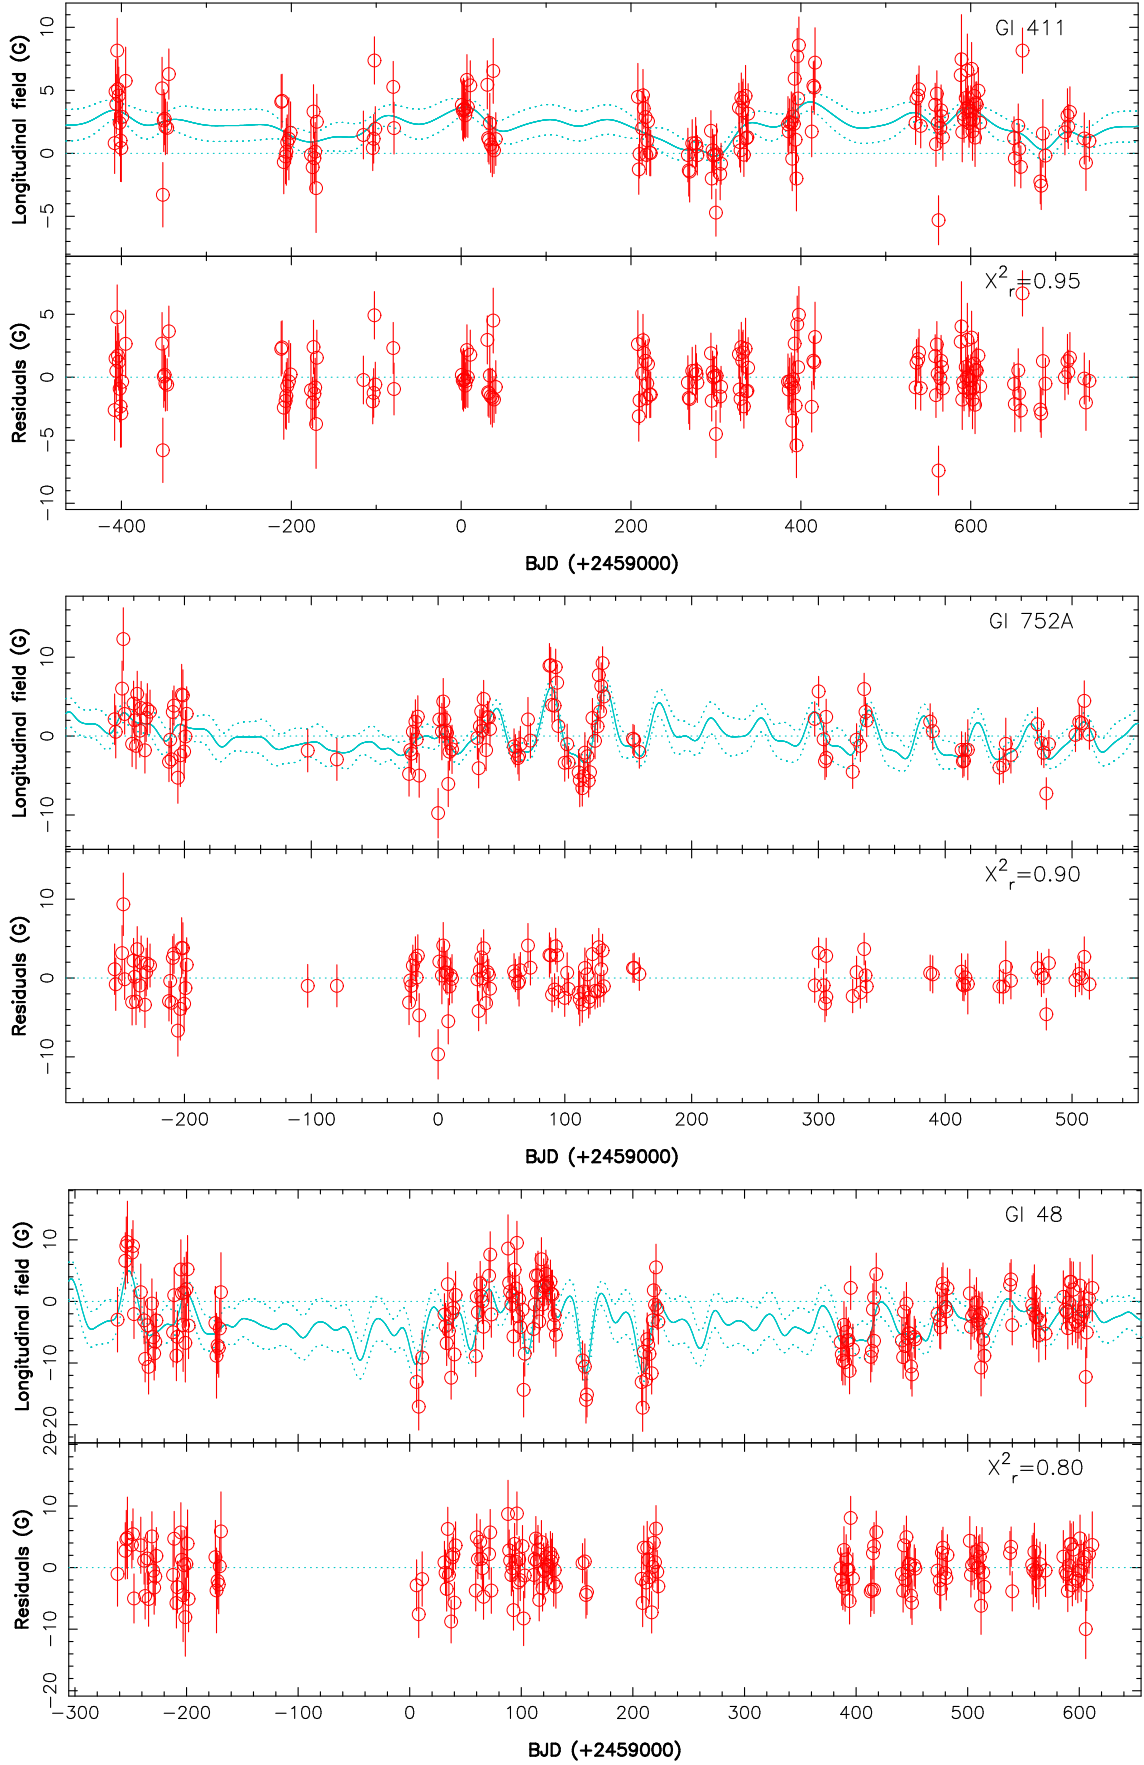 Gl 411
Longitudinal field (G)
10
5
0
−5
X²ᵣ=0.95
Residuals (G)
5
0
−5
−10
−400 −200 0 200 400 600
BJD (+2459000)
Gl 752A
Longitudinal field (G)
10
0
−10
X²ᵣ=0.90
Residuals (G)
10
0
−10
−200 −100 0 100 200 300 400 500
BJD (+2459000)
Gl 48
Longitudinal field (G)
10
0
−10
−20
X²ᵣ=0.80
Residuals (G)
20
10
0
−10
−20
−300 −200 −100 0 100 200 300 400 500 600
BJD (+2459000)